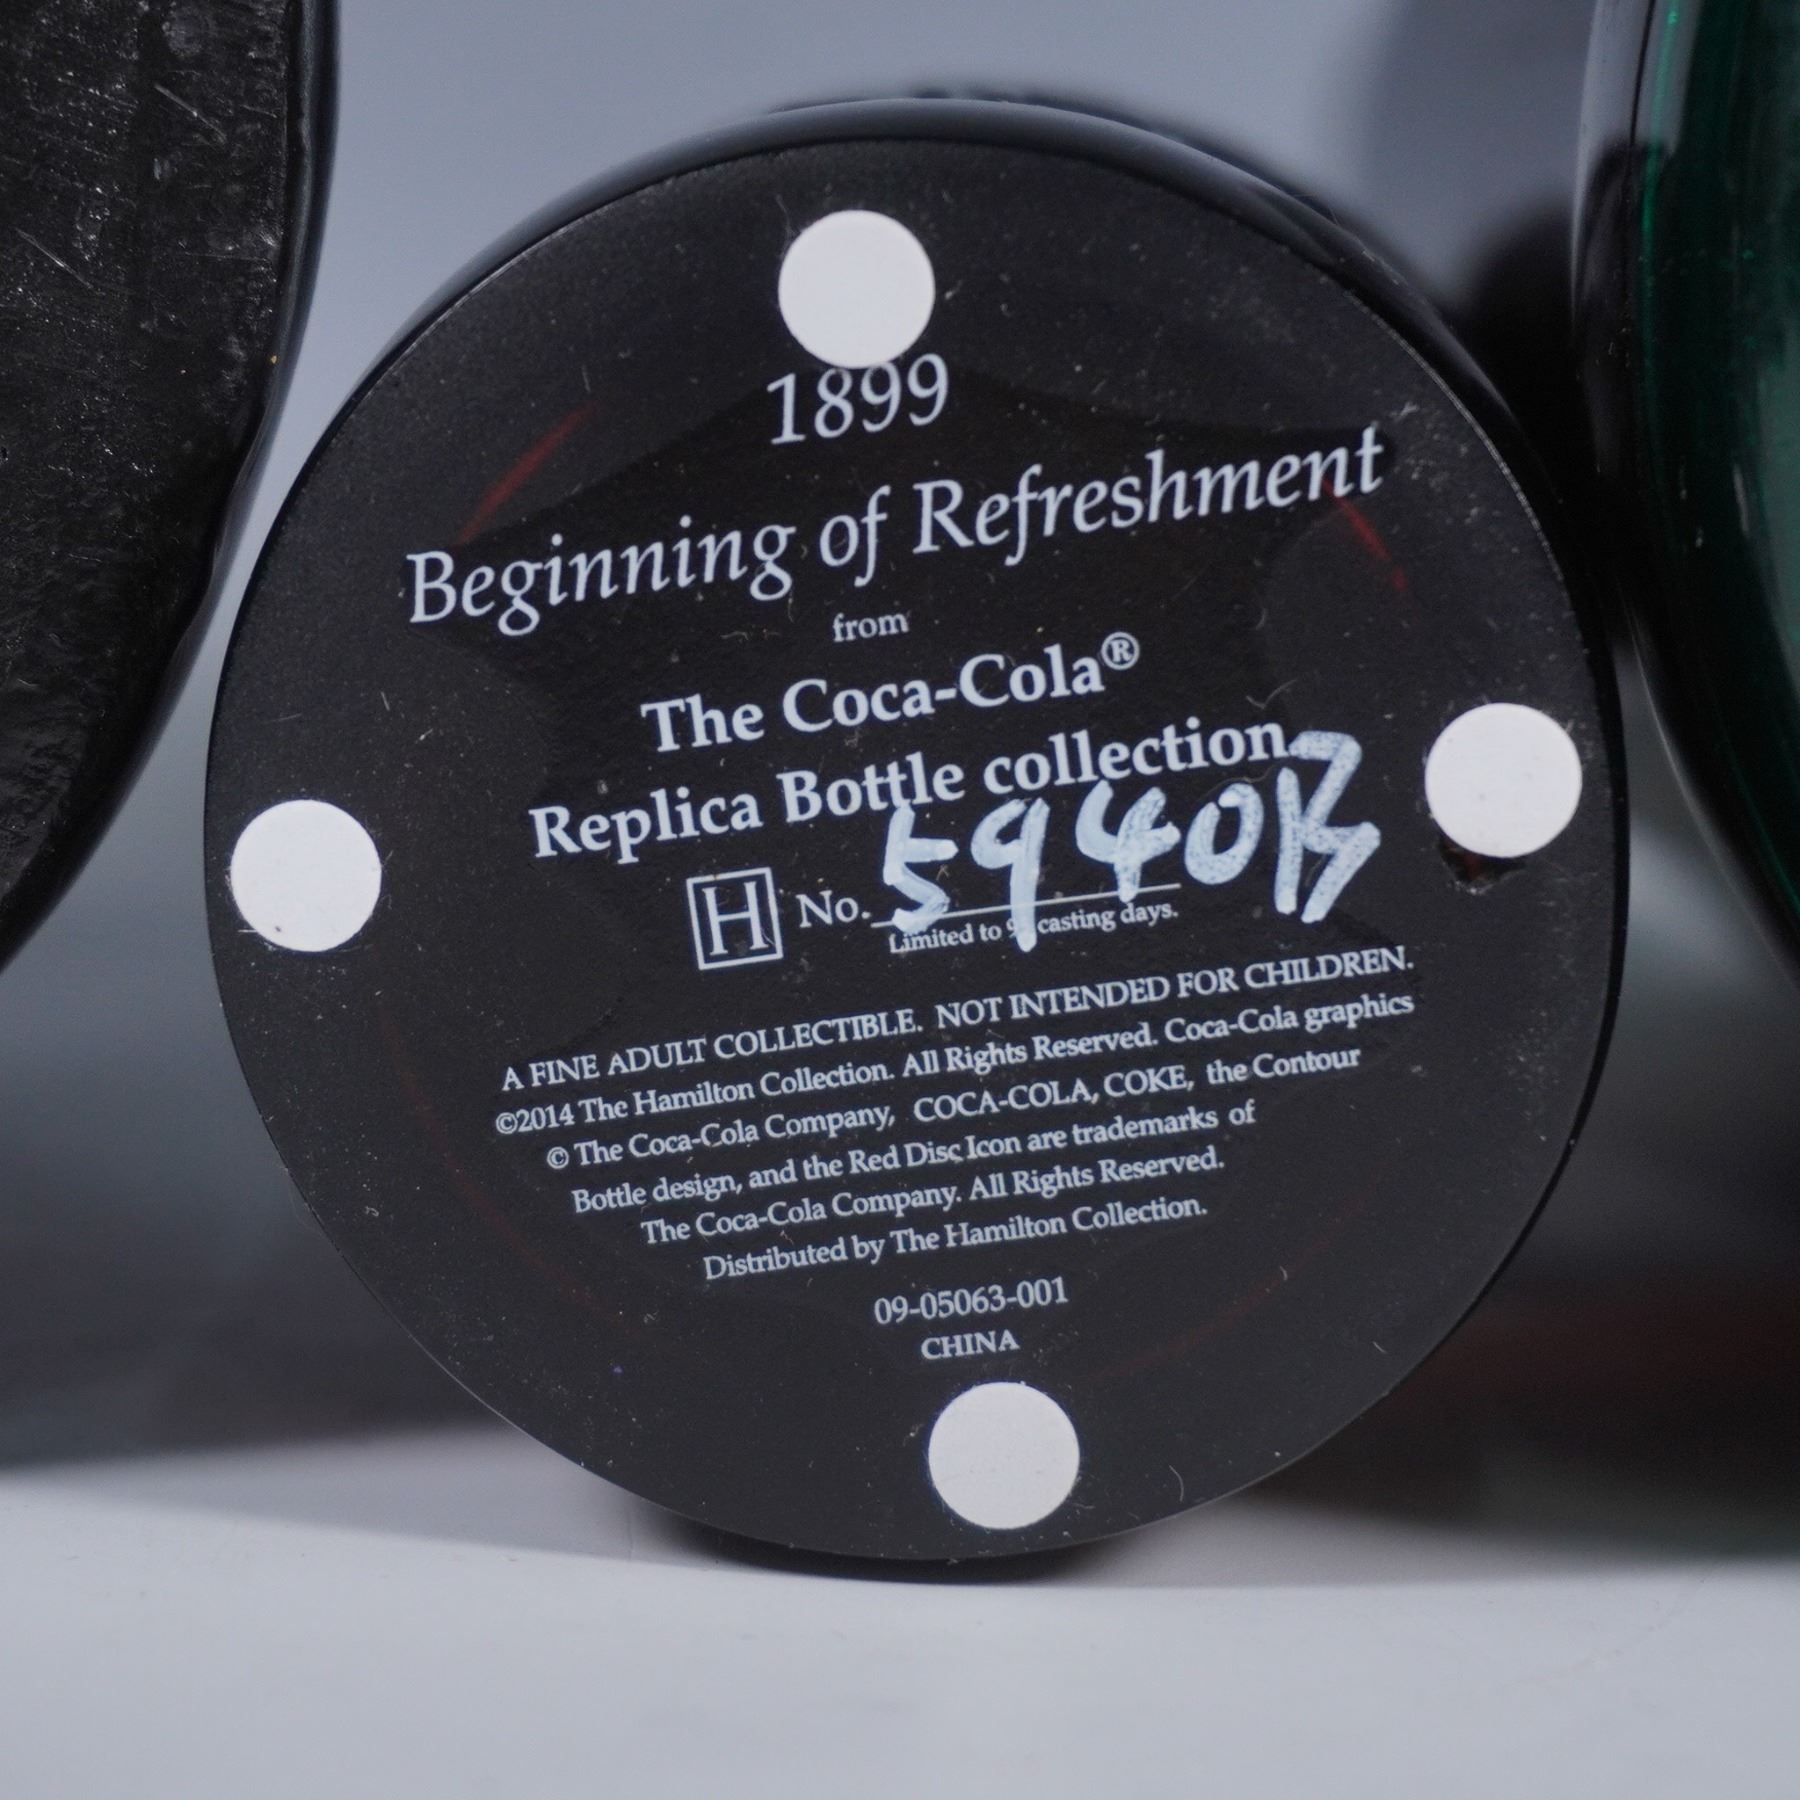 1899
Beginning of Refreshment
from
The Coca-Cola®
Replica Bottle collection
H No. 5940B
Limited to casting days.
A FINE ADULT COLLECTIBLE. NOT INTENDED FOR CHILDREN.
©2014 The Hamilton Collection. All Rights Reserved. Coca-Cola graphics
© The Coca-Cola Company, COCA-COLA, COKE, the Contour
Bottle design, and the Red Disc Icon are trademarks of
The Coca-Cola Company. All Rights Reserved.
Distributed by The Hamilton Collection.
09-05063-001
CHINA